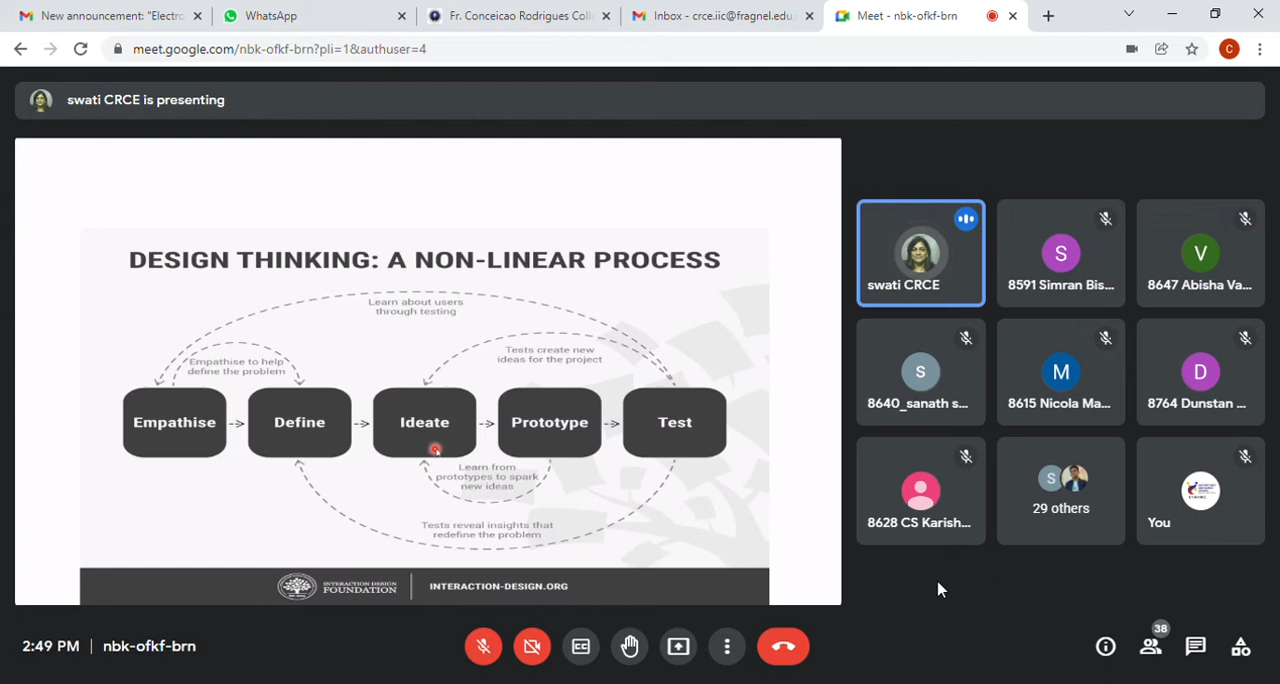 New announcement: "Electro
WhatsApp
Fr. Conceicao Rodrigues Coll
Inbox - crce.iic@fragnel.edu
Meet - nbk-ofkf-brn
meet.google.com/nbk-ofkf-brn?pli=1&authuser=4
C
swati CRCE is presenting
DESIGN THINKING: A NON-LINEAR PROCESS
Learn about users
through testing
Empathise to help
define the problem
Tests create new
ideas for the project
Empathise
Define
Ideate
Prototype
Test
Learn from
prototypes to spark
new ideas
Tests reveal insights that
redefine the problem
INTERACTION DESIGN
FOUNDATION
INTERACTION-DESIGN.ORG
swati CRCE
S
8591 Simran Bis...
V
8647 Abisha Va...
S
8640_sanath s...
M
8615 Nicola Ma...
D
8764 Dunstan ...
8628 CS Karish...
S
29 others
You
2:49 PM | nbk-ofkf-brn
CC
38